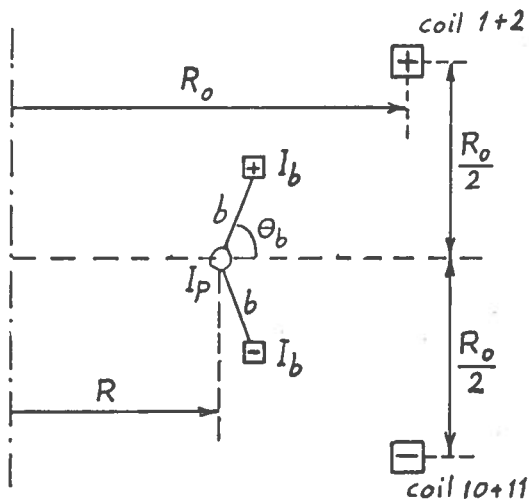 coil 1+2
+
R₀
R₀
2
+ I_b
b
θ_b
I_p
b
- I_b
R₀
2
R
-
coil 10+11